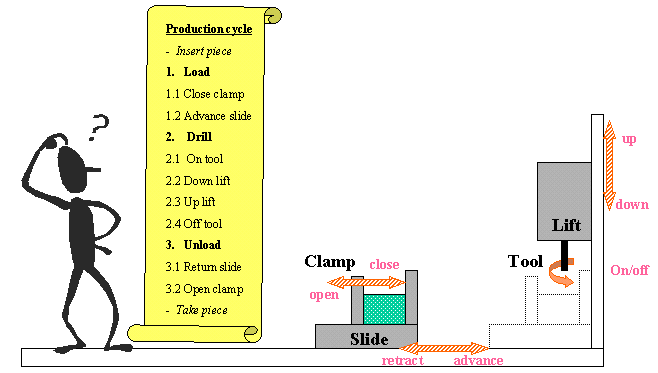 Production cycle
- Insert piece
1. Load
1.1 Close clamp
1.2 Advance slide
2. Drill
2.1 On tool
2.2 Down lift
2.3 Up lift
2.4 Off tool
3. Unload
3.1 Return slide
3.2 Open clamp
- Take piece
?
Clamp
close
open
Slide
retract
advance
Tool
Lift
up
down
On/off